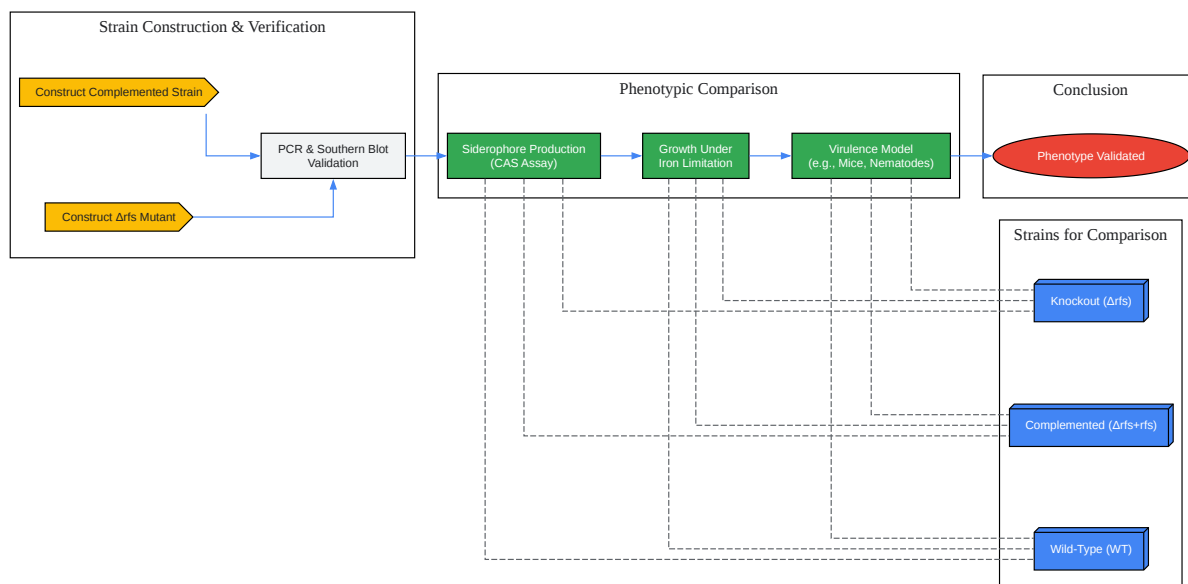 Strain Construction & Verification
Construct Complemented Strain
PCR & Southern Blot
Validation
Construct Δrfs Mutant
Phenotypic Comparison
Siderophore Production
(CAS Assay)
Growth Under
Iron Limitation
Virulence Model
(e.g., Mice, Nematodes)
Conclusion
Phenotype Validated
Strains for Comparison
Knockout (Δrfs)
Complemented (Δrfs+rfs)
Wild-Type (WT)